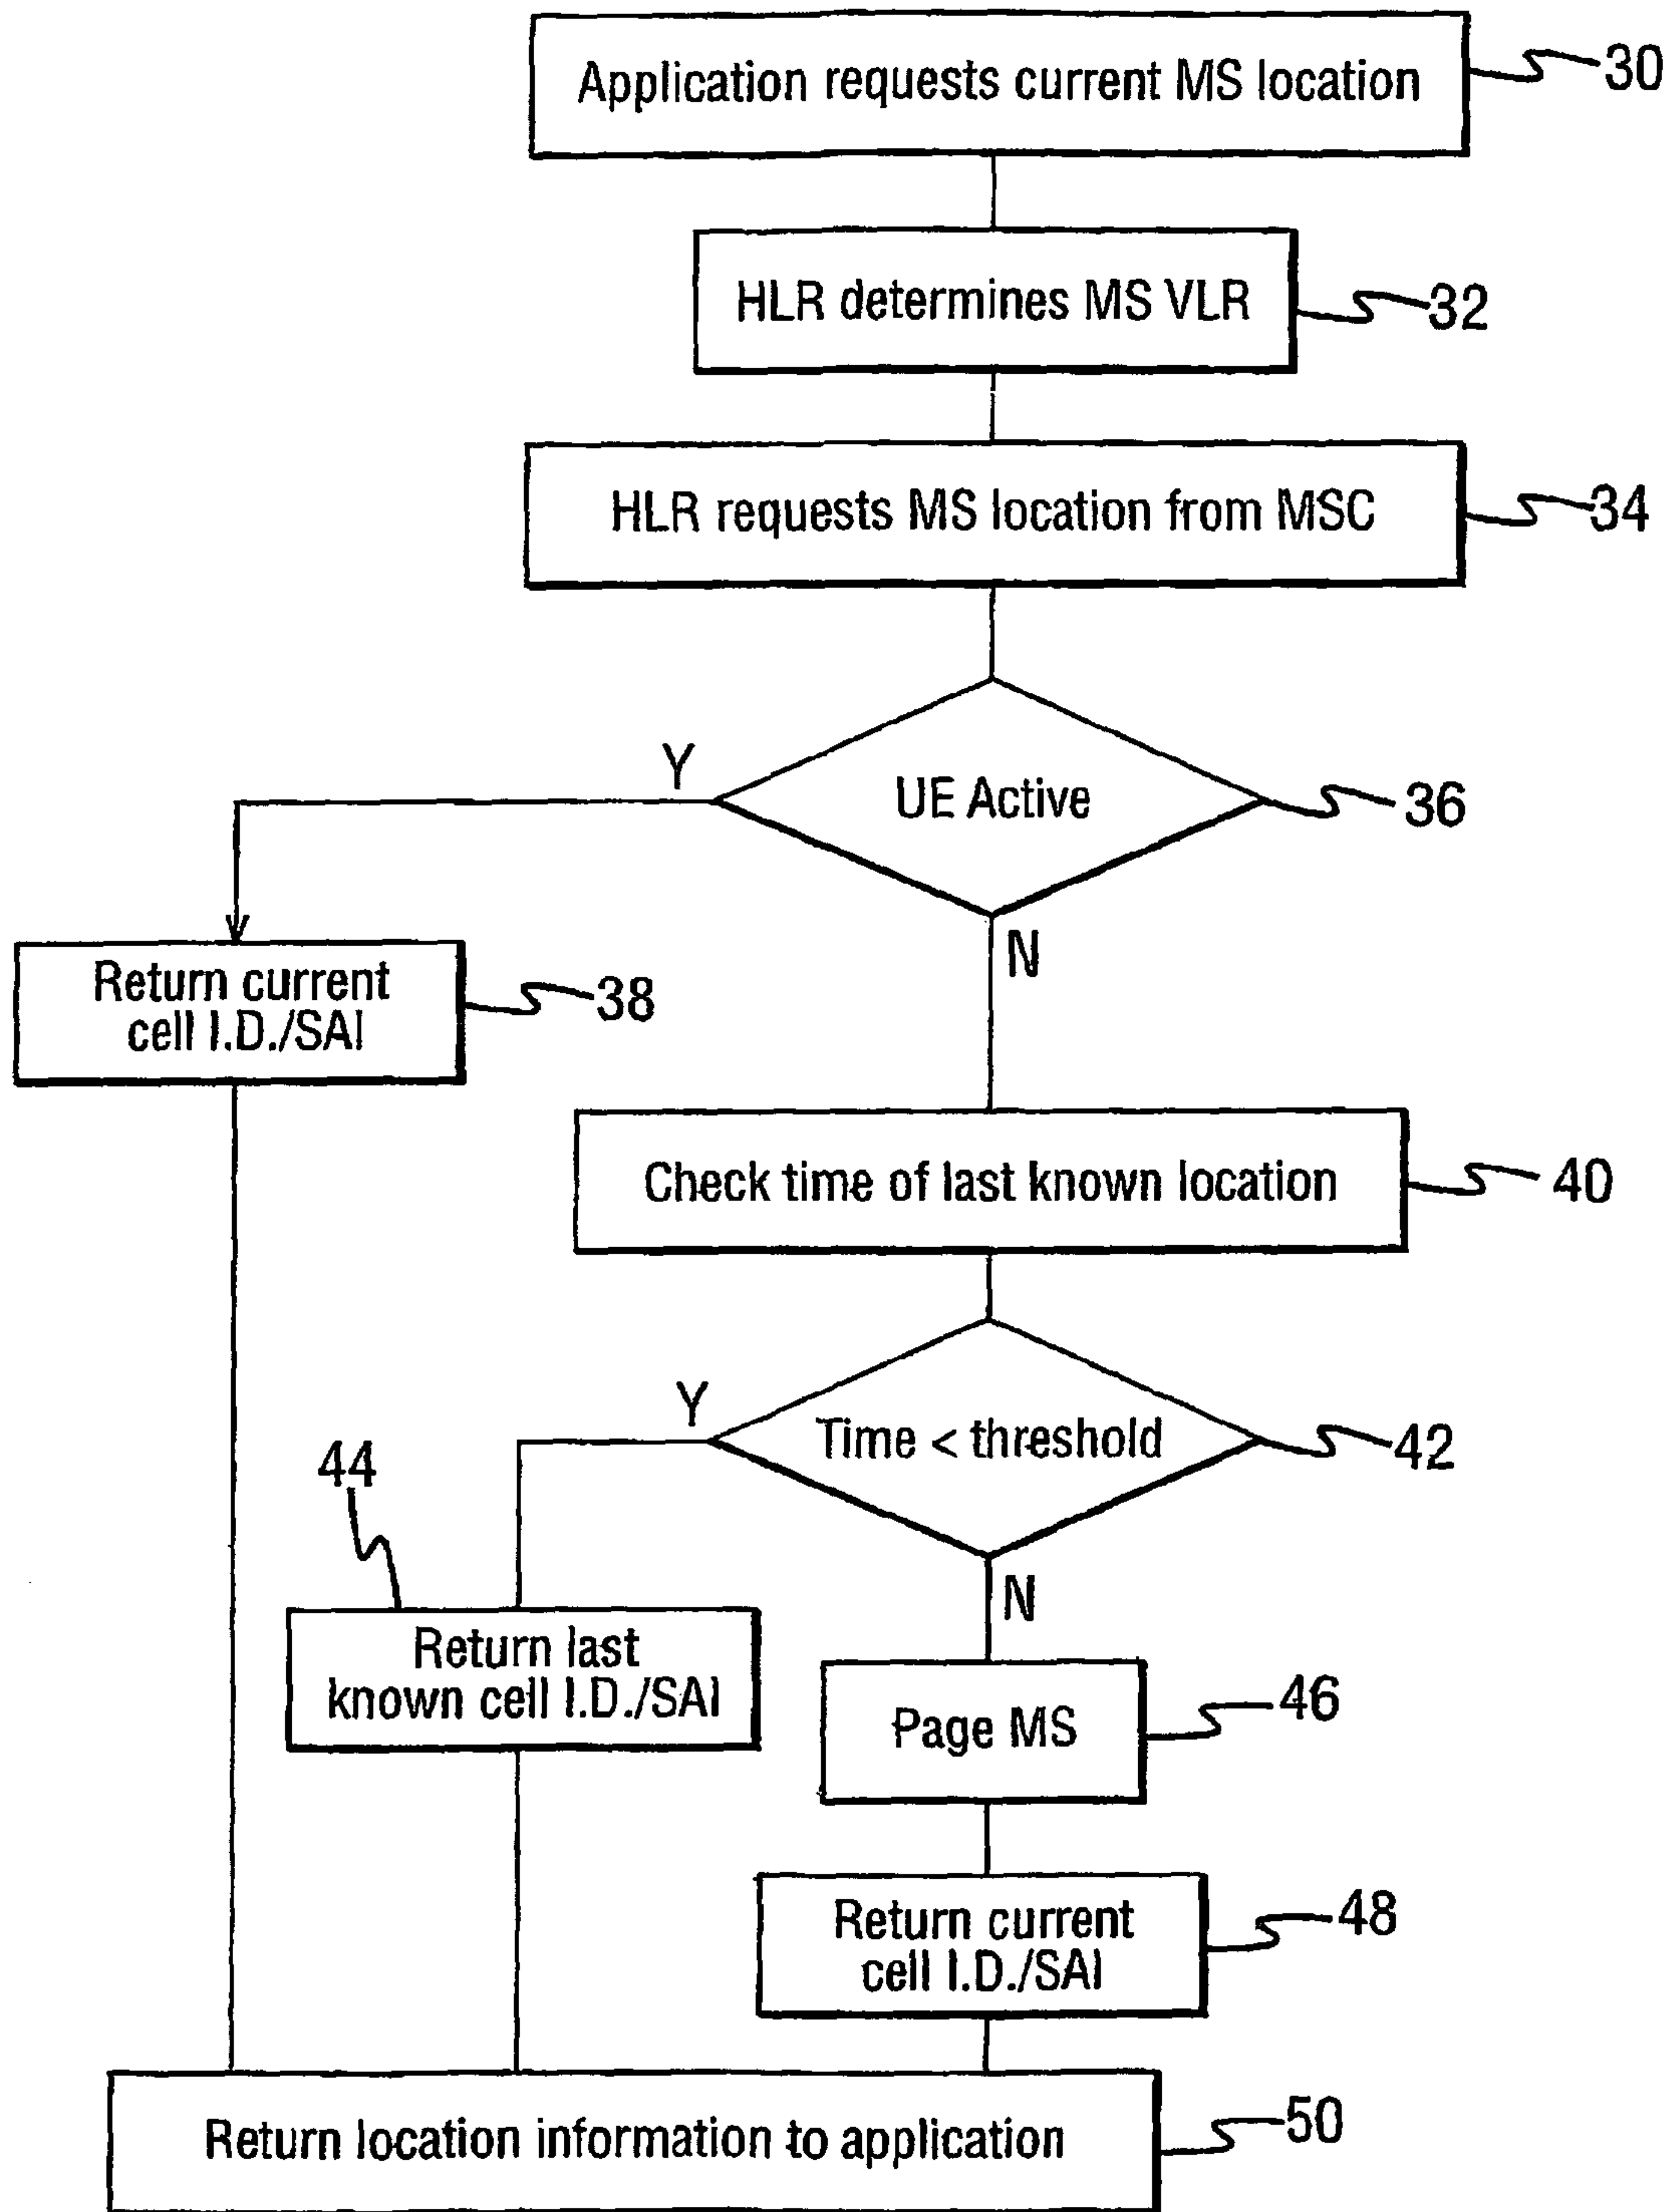 Application requests current MS location
30
HLR determines MS VLR
32
HLR requests MS location from MSC
34
Y
UE Active
36
N
Return current
cell I.D./SAI
38
Check time of last known location
40
Y
Time < threshold
42
44
N
Return last
known cell I.D./SAI
Page MS
46
Return current
cell I.D./SAI
48
Return location information to application
50